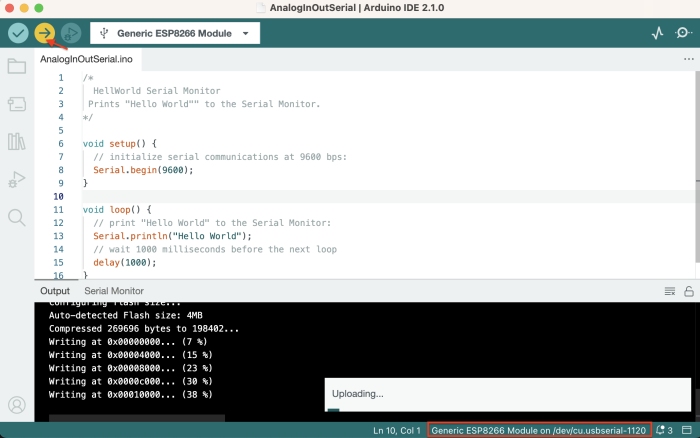 AnalogInOutSerial | Arduino IDE 2.1.0
Generic ESP8266 Module
AnalogInOutSerial.ino
1 /*
2 HellWorld Serial Monitor
3 Prints "Hello World"" to the Serial Monitor.
4 */
5
6 void setup() {
7 // initialize serial communications at 9600 bps:
8 Serial.begin(9600);
9 }
10
11 void loop() {
12 // print "Hello World" to the Serial Monitor:
13 Serial.println("Hello World");
14 // wait 1000 milliseconds before the next loop
15 delay(1000);
16 }
Output Serial Monitor
Configuring flash size...
Auto-detected Flash size: 4MB
Compressed 269696 bytes to 198402...
Writing at 0x00000000... (7 %)
Writing at 0x00004000... (15 %)
Writing at 0x00008000... (23 %)
Writing at 0x0000c000... (30 %)
Writing at 0x00010000... (38 %)
Uploading...
Ln 10, Col 1 Generic ESP8266 Module on /dev/cu.usbserial-1120 3